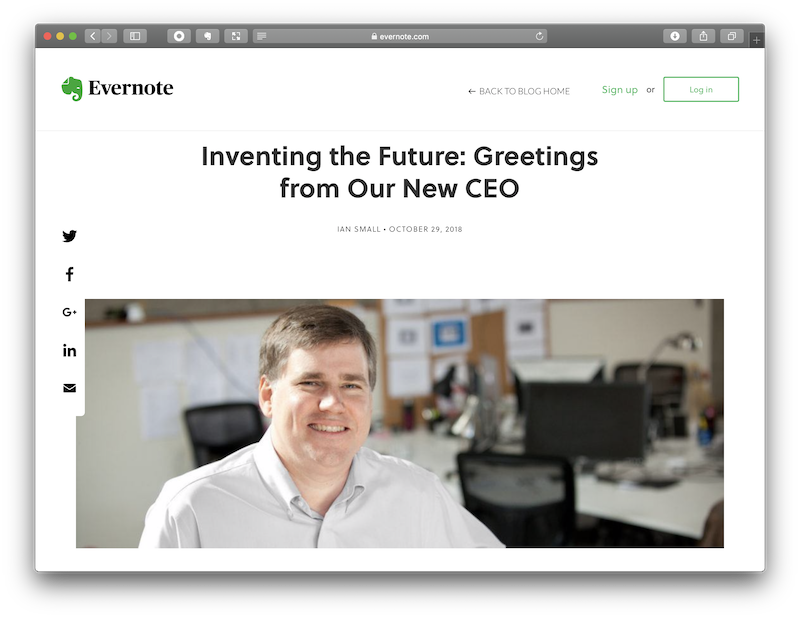 evernote.com
Evernote
← BACK TO BLOG HOME
Sign up or Log in
Inventing the Future: Greetings
from Our New CEO
IAN SMALL • OCTOBER 29, 2018
f
G+
in